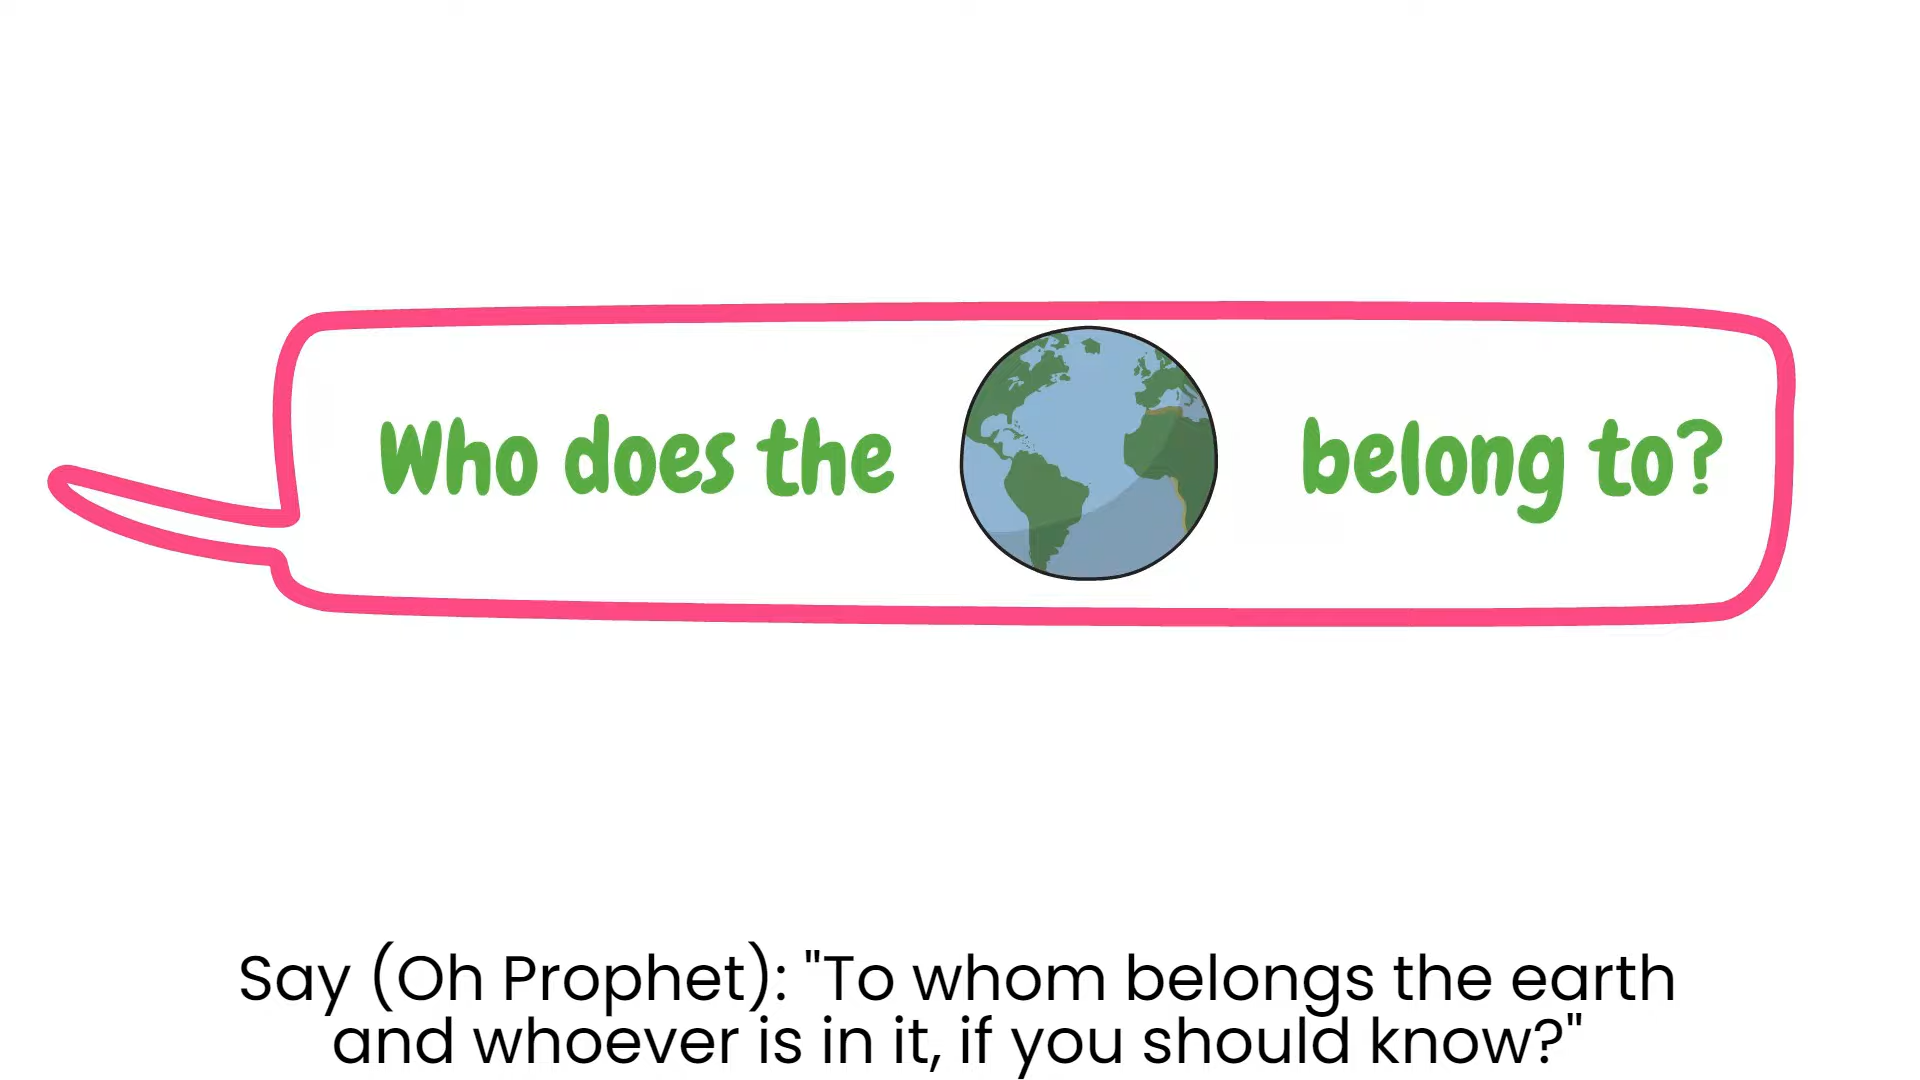 Who does the belong to?
Say (Oh Prophet): "To whom belongs the earth
and whoever is in it, if you should know?"